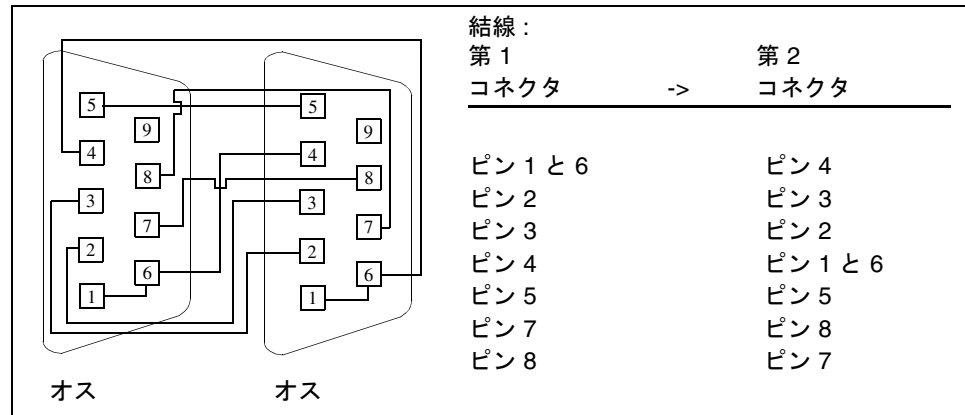 結線 :
第 1 第 2
コネクタ -> コネクタ
5 5
9 9
4 4
8 8
3 3
7 7
2 2
6 6
1 1
ピン 1 と 6 ピン 4
ピン 2 ピン 3
ピン 3 ピン 2
ピン 4 ピン 1 と 6
ピン 5 ピン 5
ピン 7 ピン 8
ピン 8 ピン 7
オス オス